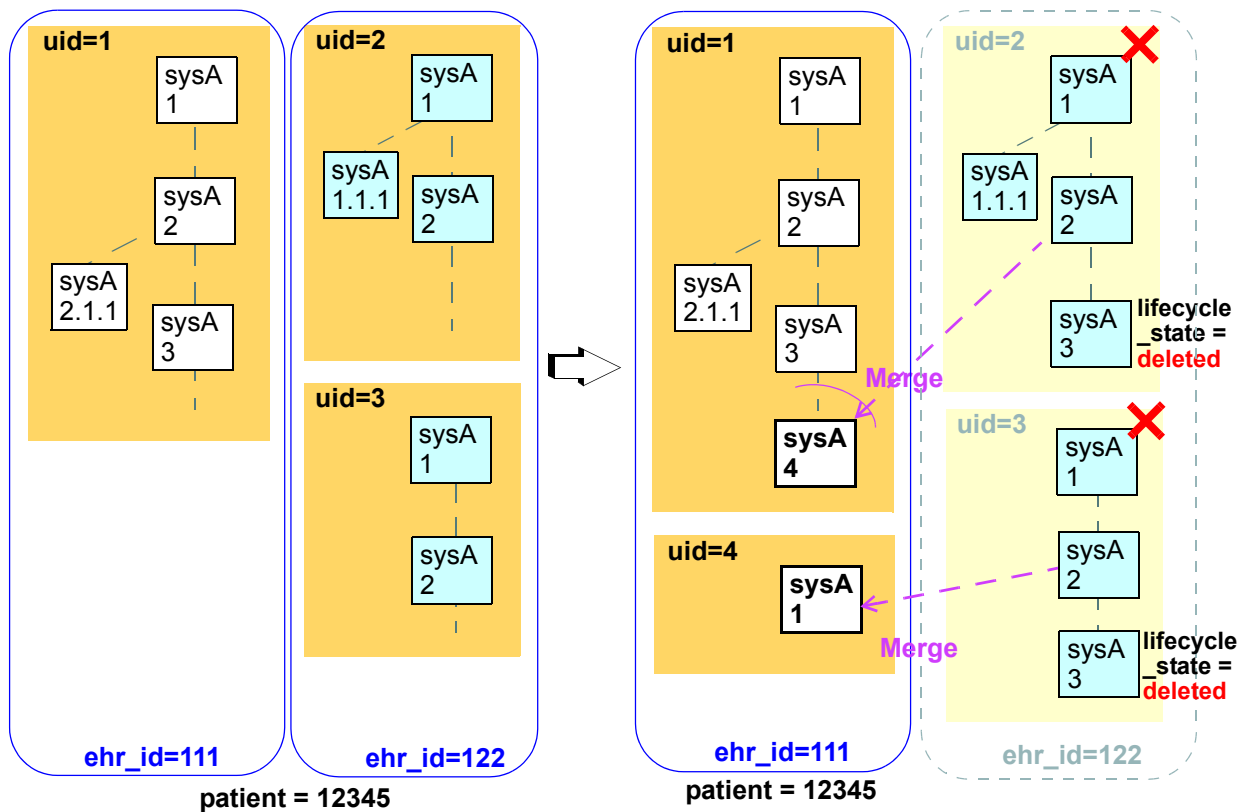 uid=1
sysA
1
sysA
2
sysA
2.1.1
sysA
3
ehr_id=111
uid=2
sysA
1
sysA
1.1.1
sysA
2
uid=3
sysA
1
sysA
2
ehr_id=122
patient = 12345
uid=1
sysA
1
sysA
2
sysA
2.1.1
sysA
3
Merge
sysA
4
uid=4
sysA
1
Merge
ehr_id=111
patient = 12345
uid=2
sysA
1
sysA
1.1.1
sysA
2
sysA
3
lifecycle
_state =
deleted
uid=3
sysA
1
sysA
2
sysA
3
lifecycle
_state =
deleted
ehr_id=122